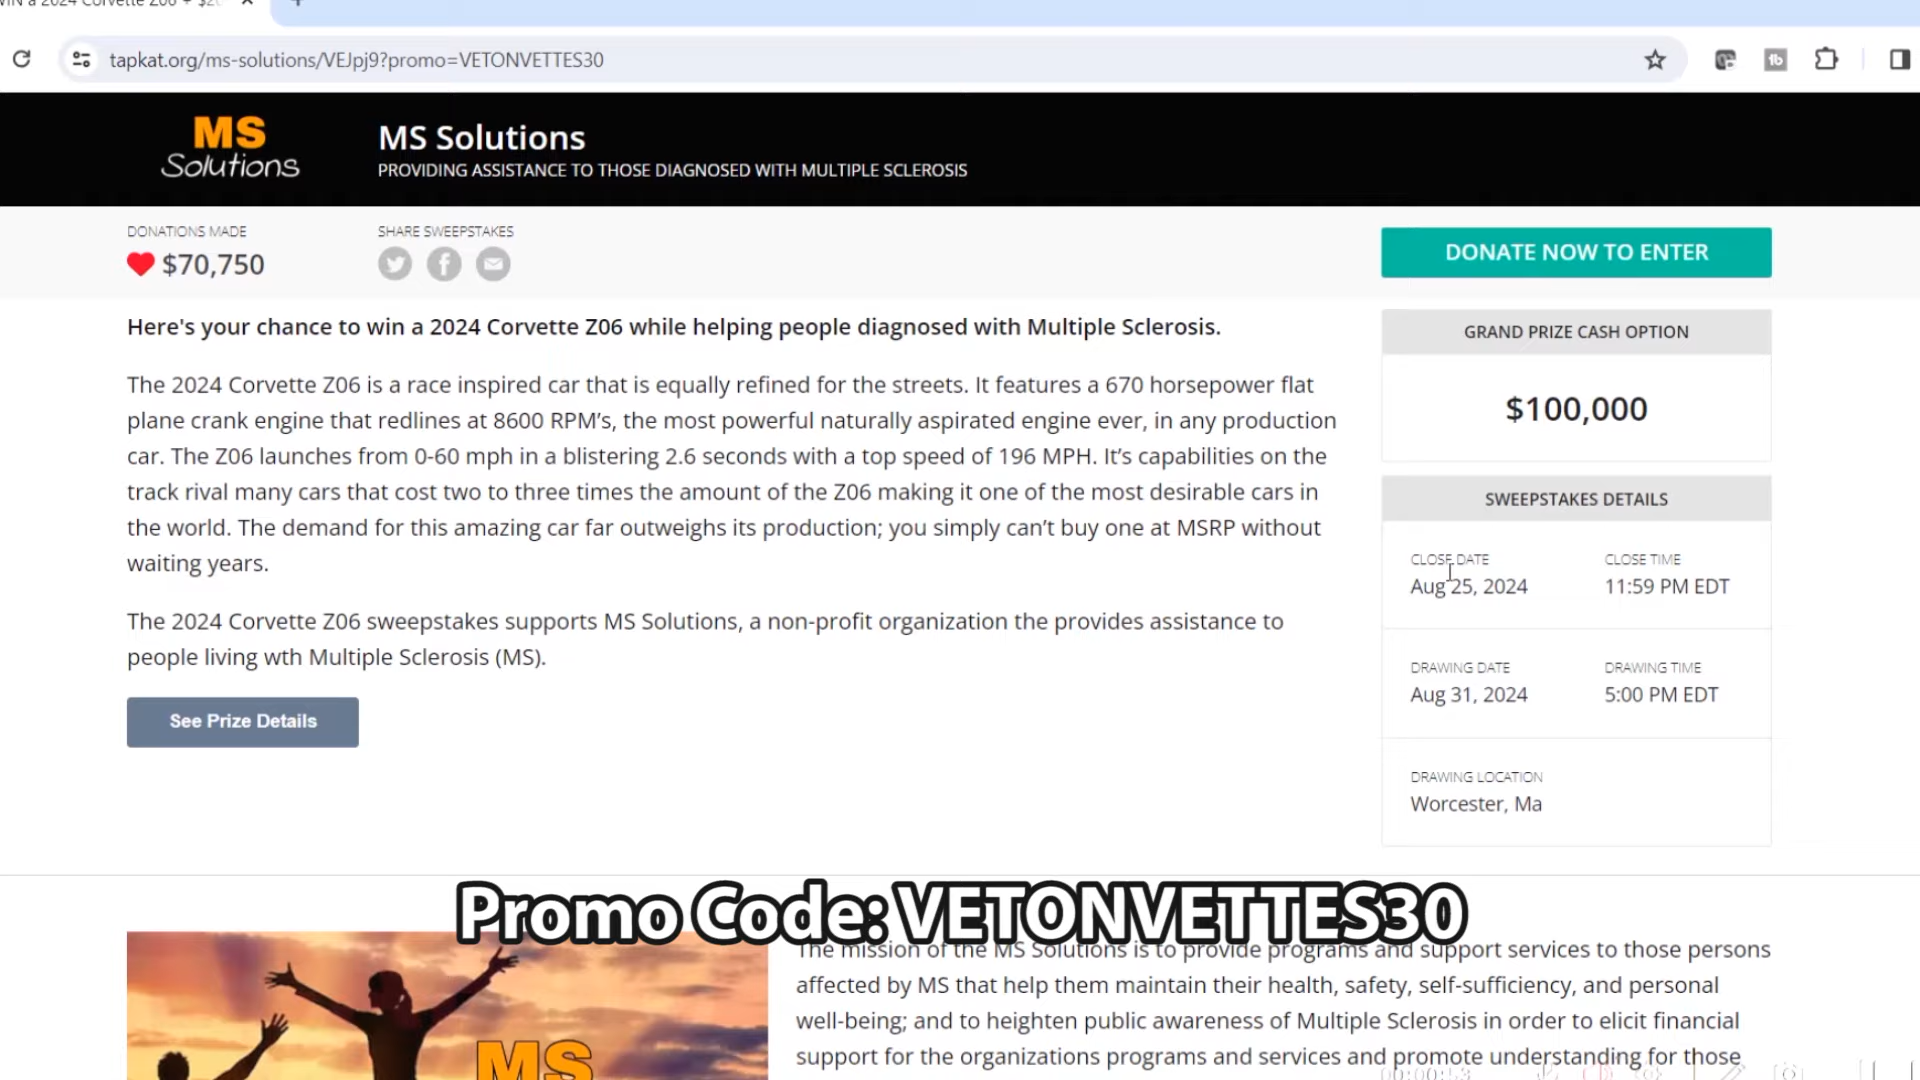 tapkat.org/ms-solutions/VEJpj9?promo=VETONVETTES30
MS
Solutions
MS Solutions
PROVIDING ASSISTANCE TO THOSE DIAGNOSED WITH MULTIPLE SCLEROSIS
DONATIONS MADE
$70,750
SHARE SWEEPSTAKES
DONATE NOW TO ENTER
Here's your chance to win a 2024 Corvette Z06 while helping people diagnosed with Multiple Sclerosis.
The 2024 Corvette Z06 is a race inspired car that is equally refined for the streets. It features a 670 horsepower flat
plane crank engine that redlines at 8600 RPM’s, the most powerful naturally aspirated engine ever, in any production
car. The Z06 launches from 0-60 mph in a blistering 2.6 seconds with a top speed of 196 MPH. It’s capabilities on the
track rival many cars that cost two to three times the amount of the Z06 making it one of the most desirable cars in
the world. The demand for this amazing car far outweighs its production; you simply can’t buy one at MSRP without
waiting years.
The 2024 Corvette Z06 sweepstakes supports MS Solutions, a non-profit organization the provides assistance to
people living wth Multiple Sclerosis (MS).
See Prize Details
GRAND PRIZE CASH OPTION
$100,000
SWEEPSTAKES DETAILS
CLOSE DATE
Aug 25, 2024
CLOSE TIME
11:59 PM EDT
DRAWING DATE
Aug 31, 2024
DRAWING TIME
5:00 PM EDT
DRAWING LOCATION
Worcester, Ma
Promo Code: VETONVETTES30
The mission of the MS Solutions is to provide programs and support services to those persons
affected by MS that help them maintain their health, safety, self-sufficiency, and personal
well-being; and to heighten public awareness of Multiple Sclerosis in order to elicit financial
support for the organizations programs and services and promote understanding for those
MS